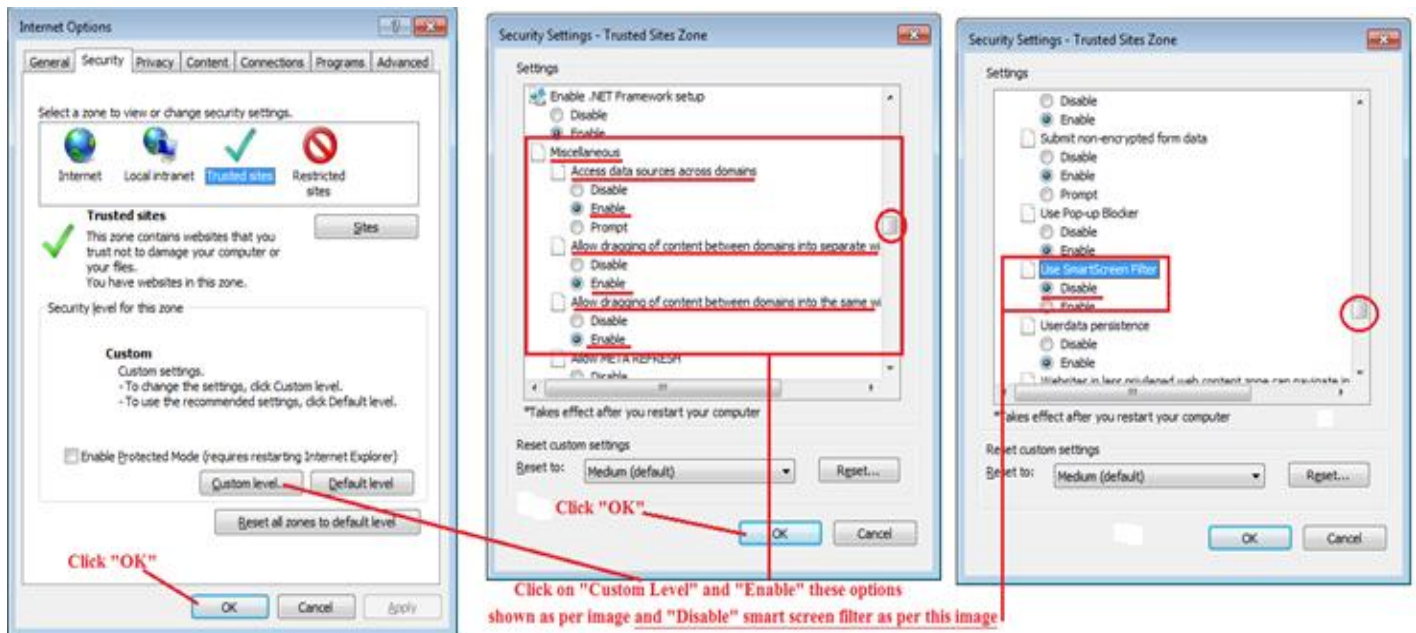 Internet Options
General Security Privacy Content Connections Programs Advanced
Select a zone to view or change security settings.
Internet Local intranet Trusted sites Restricted sites
Trusted sites
This zone contains websites that you
trust not to damage your computer or
your files.
You have websites in this zone.
Sites
Security level for this zone
Custom
Custom settings.
- To change the settings, click Custom level.
- To use the recommended settings, click Default level.
Enable Protected Mode (requires restarting Internet Explorer)
Custom level... Default level
Reset all zones to default level
Click "OK"
OK Cancel Apply
Security Settings - Trusted Sites Zone
Settings
Enable .NET Framework setup
Disable
Enable
Miscellaneous
Access data sources across domains
Disable
Enable
Prompt
Allow dragging of content between domains into separate wi
Disable
Enable
Allow dragging of content between domains into the same wi
Disable
Enable
Allow META REFRESH
Disable
*Takes effect after you restart your computer
Reset custom settings
Reset to: Medium (default) Reset...
Click "OK"
OK Cancel
Security Settings - Trusted Sites Zone
Settings
Disable
Enable
Submit non-encrypted form data
Disable
Enable
Prompt
Use Pop-up Blocker
Disable
Enable
Use SmartScreen Filter
Disable
Enable
Userdata persistence
Disable
Enable
Websites in less privileged web content zone can navigate in
*Takes effect after you restart your computer
Reset custom settings
Reset to: Medium (default) Reset...
OK Cancel
Click on "Custom Level" and "Enable" these options
shown as per image and "Disable" smart screen filter as per this image